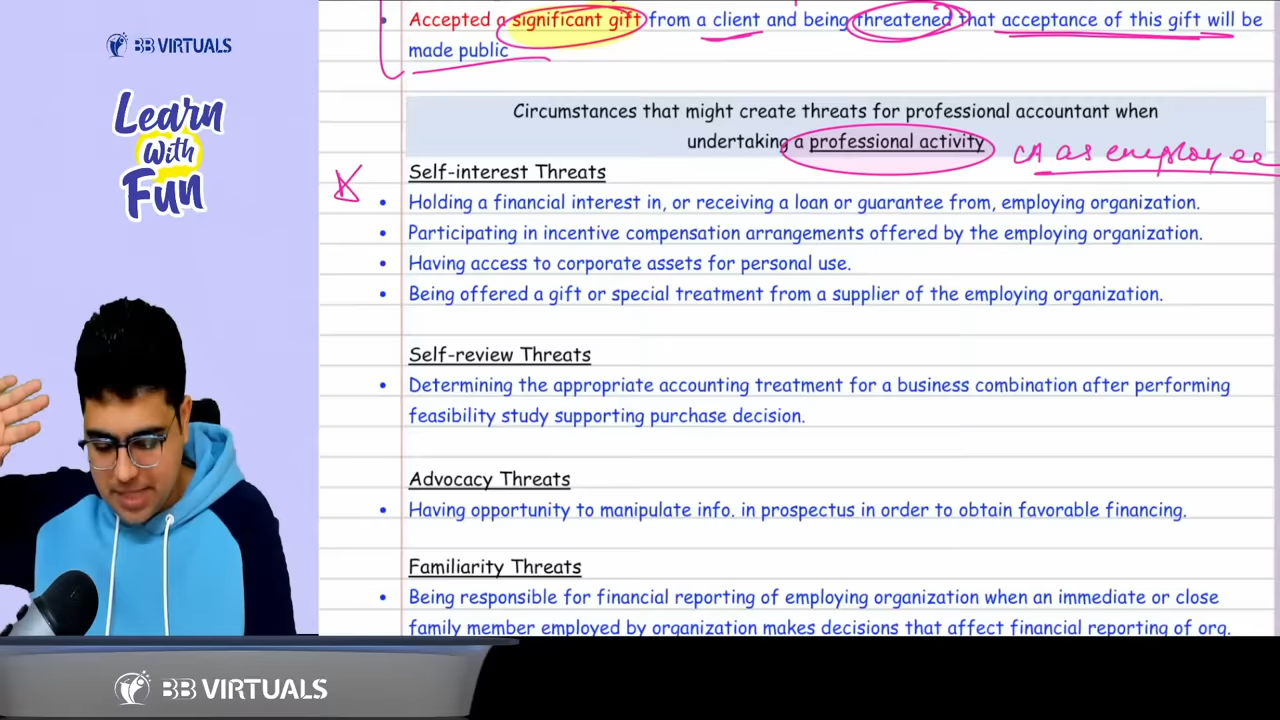 BB VIRTUALS
Learn
With
Fun
Accepted a significant gift from a client and being threatened that acceptance of this gift will be
made public
Circumstances that might create threats for professional accountant when
undertaking a professional activity
CA as employee
Self-interest Threats
• Holding a financial interest in, or receiving a loan or guarantee from, employing organization.
• Participating in incentive compensation arrangements offered by the employing organization.
• Having access to corporate assets for personal use.
• Being offered a gift or special treatment from a supplier of the employing organization.
Self-review Threats
• Determining the appropriate accounting treatment for a business combination after performing
feasibility study supporting purchase decision.
Advocacy Threats
• Having opportunity to manipulate info. in prospectus in order to obtain favorable financing.
Familiarity Threats
• Being responsible for financial reporting of employing organization when an immediate or close
family member employed by organization makes decisions that affect financial reporting of org.
BB VIRTUALS